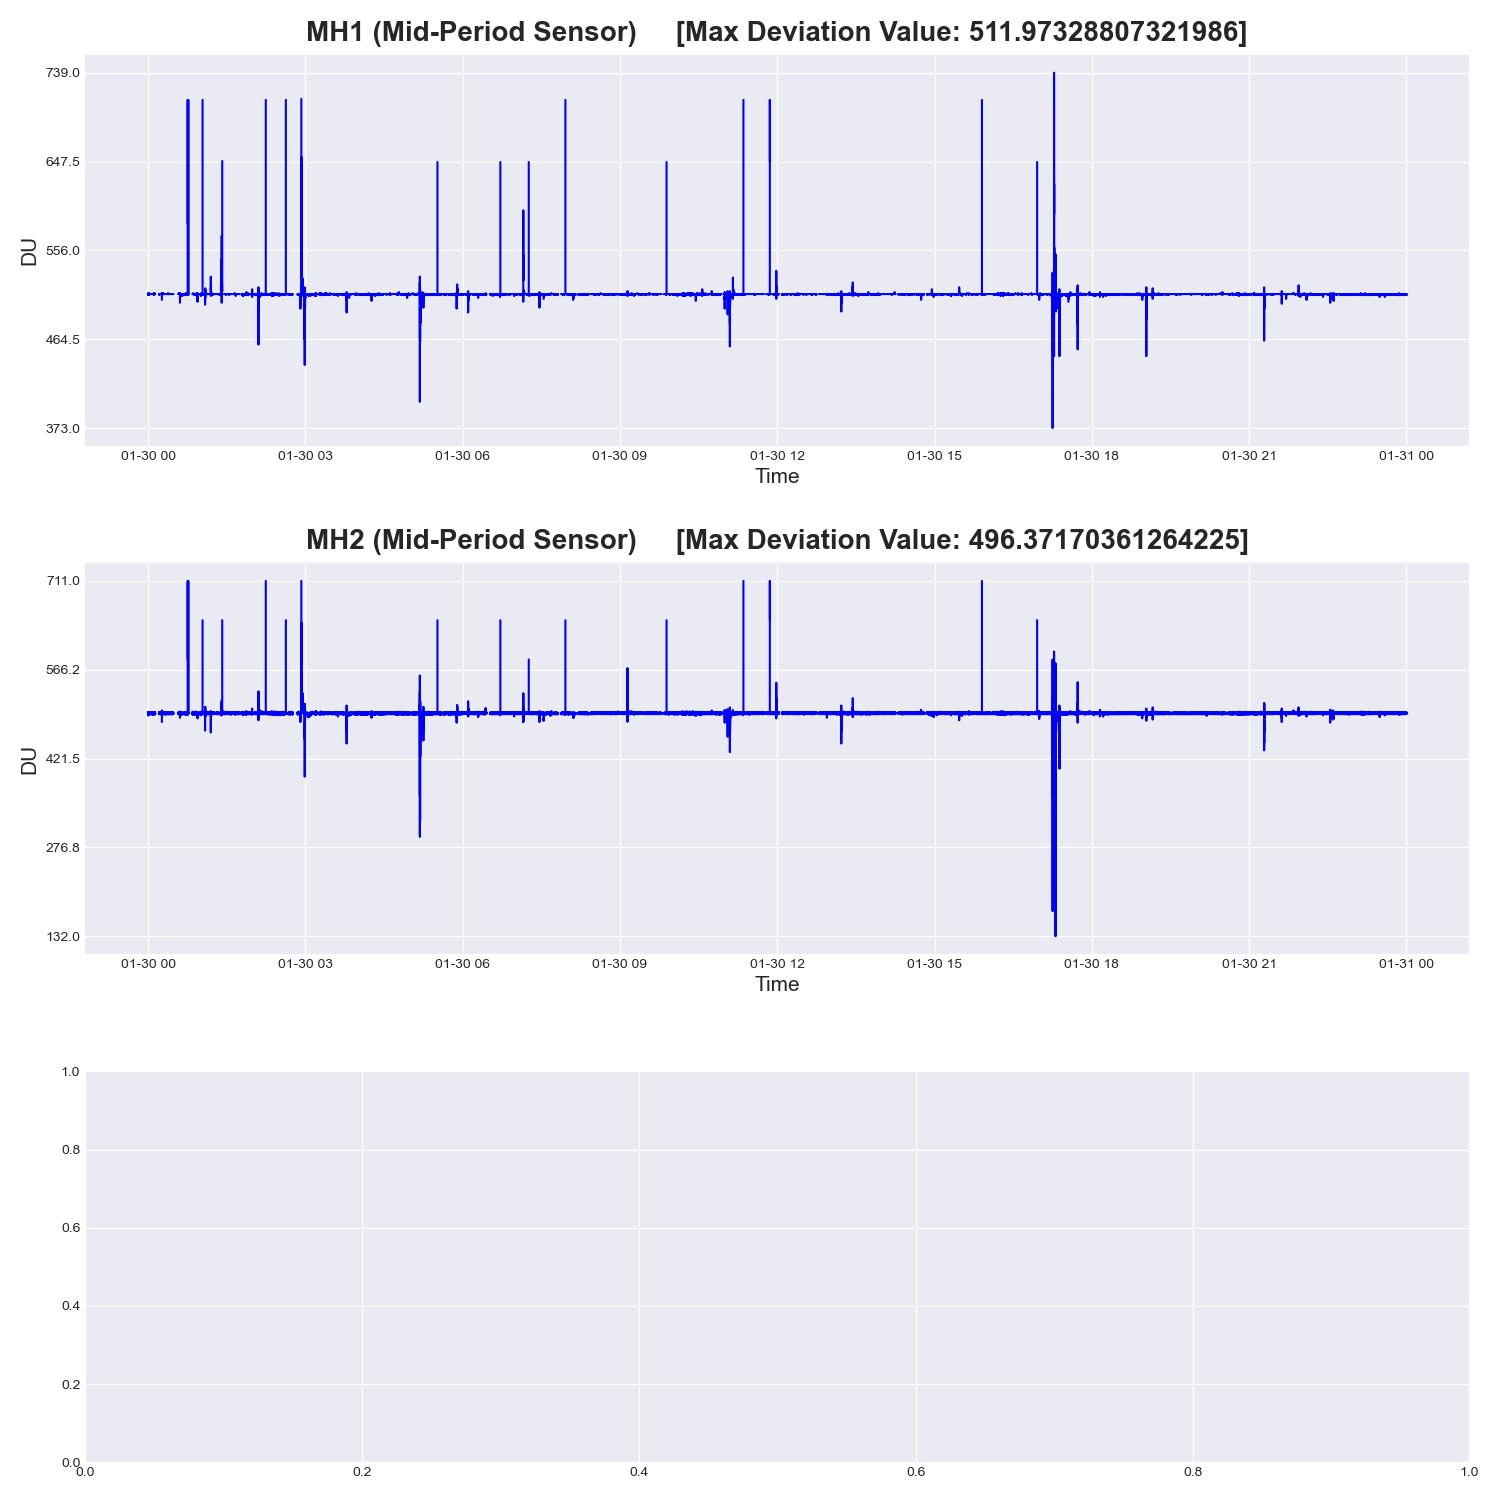 MH1 (Mid-Period Sensor) [Max Deviation Value: 511.97328807321986]
739.0
647.5
556.0
464.5
373.0
DU
01-30 00 01-30 03 01-30 06 01-30 09 01-30 12 01-30 15 01-30 18 01-30 21 01-31 00
Time
MH2 (Mid-Period Sensor) [Max Deviation Value: 496.37170361264225]
711.0
566.2
421.5
276.8
132.0
DU
01-30 00 01-30 03 01-30 06 01-30 09 01-30 12 01-30 15 01-30 18 01-30 21 01-31 00
Time
1.0
0.8
0.6
0.4
0.2
0.0
0.0 0.2 0.4 0.6 0.8 1.0